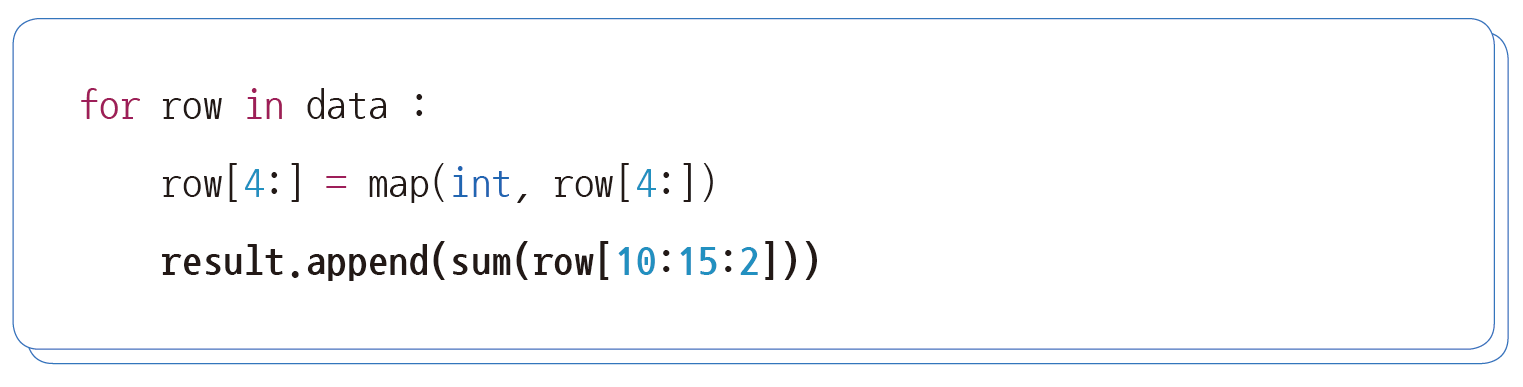 for row in data :
    row[4:] = map(int, row[4:])
    result.append(sum(row[10:15:2]))